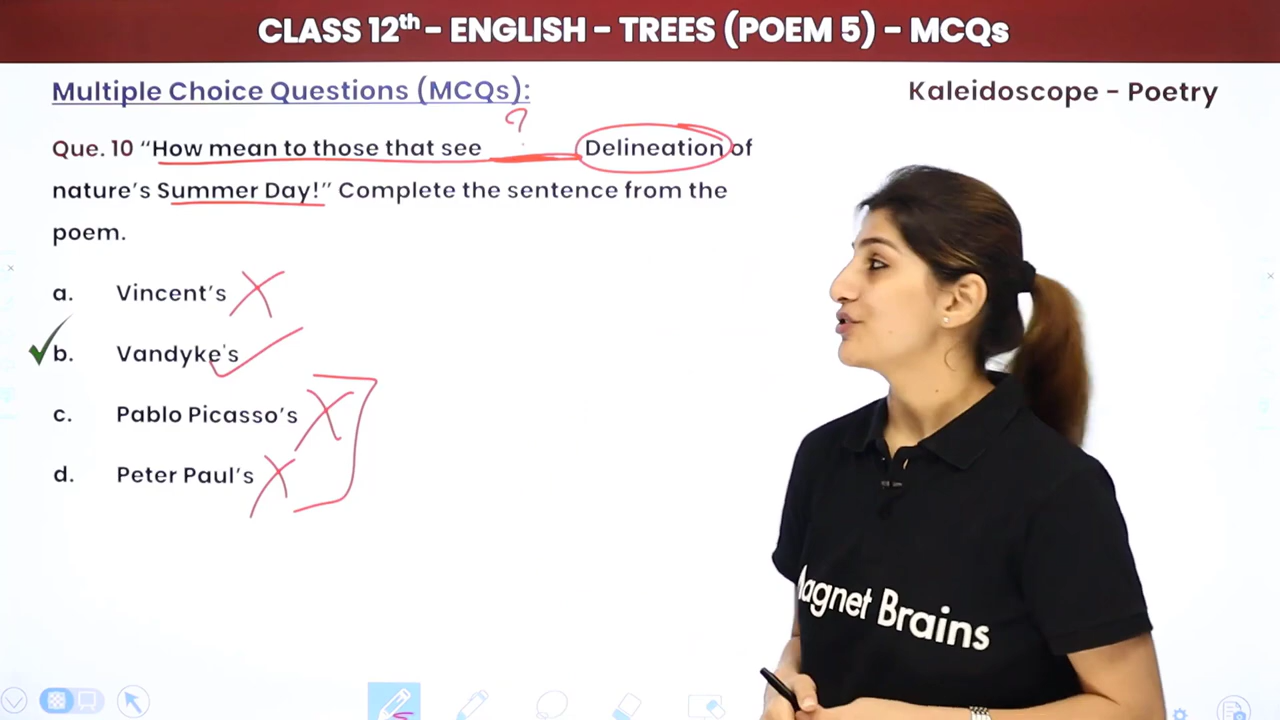 CLASS 12th - ENGLISH - TREES (POEM 5) - MCQs
Multiple Choice Questions (MCQs):
Kaleidoscope - Poetry
?
Que. 10 “How mean to those that see ______ Delineation of
nature’s Summer Day!” Complete the sentence from the
poem.
a. Vincent’s
b. Vandyke's
c. Pablo Picasso’s
d. Peter Paul’s
Magnet Brains